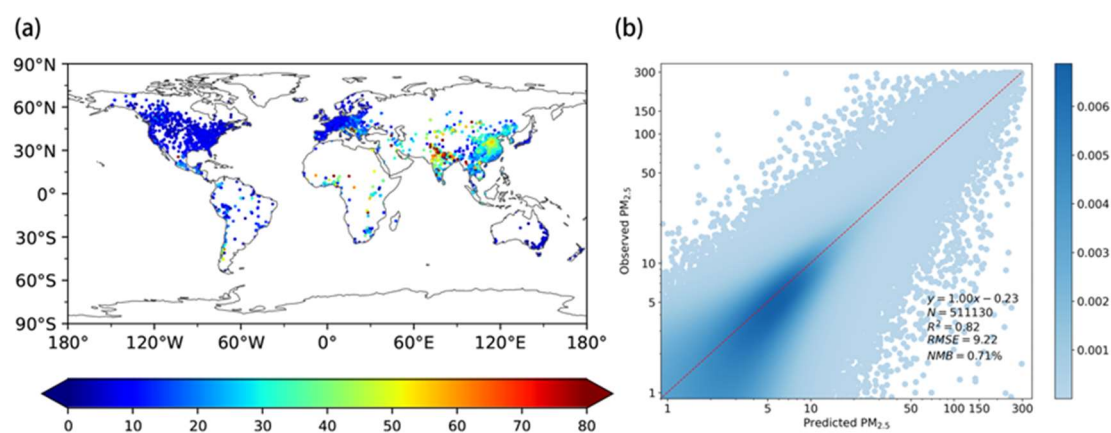 (a)
90°N
60°N
30°N
0°
30°S
60°S
90°S
180° 120°W 60°W 0° 60°E 120°E 180°
0 10 20 30 40 50 60 70 80
(b)
300
150
100
50
10
5
1
Observed PM2.5
y = 1.00x − 0.23
N = 511130
R² = 0.82
RMSE = 9.22
NMB = 0.71%
1 5 10 50 100 150 300
Predicted PM2.5
0.006
0.005
0.004
0.003
0.002
0.001